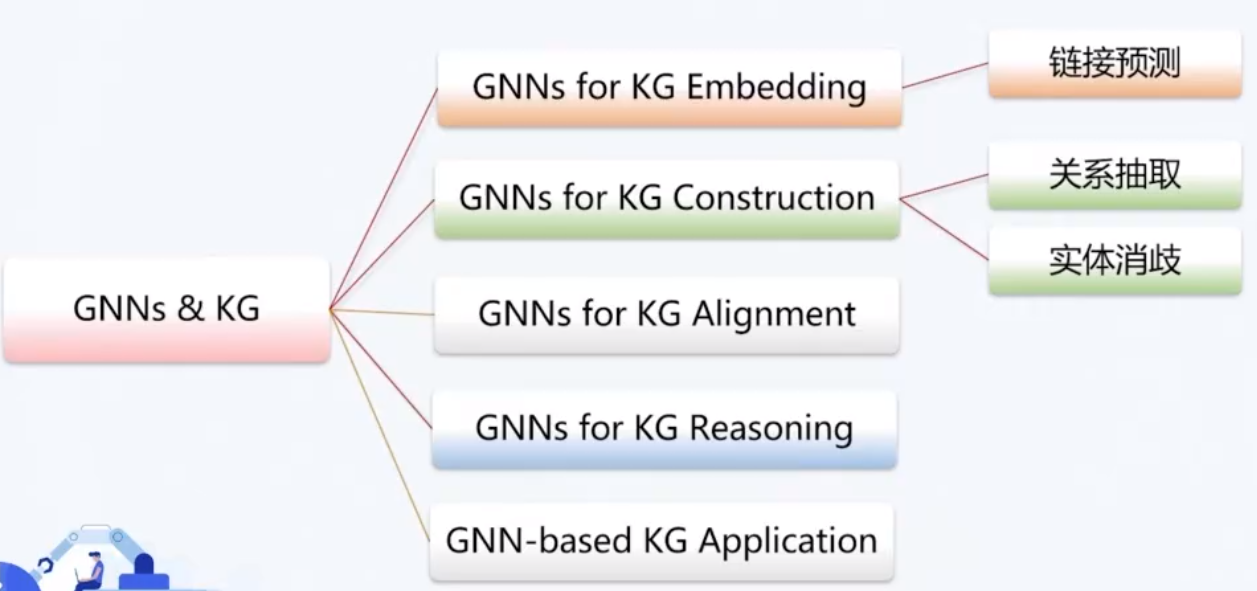 GNNs & KG
GNNs for KG Embedding
链接预测
GNNs for KG Construction
关系抽取
实体消歧
GNNs for KG Alignment
GNNs for KG Reasoning
GNN-based KG Application